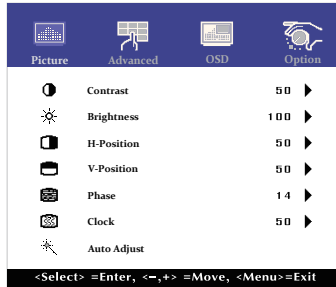 Picture Advanced OSD Option
Contrast 50
Brightness 100
H-Position 50
V-Position 50
Phase 14
Clock 50
Auto Adjust
<Select> =Enter, <–,+> =Move, <Menu>=Exit